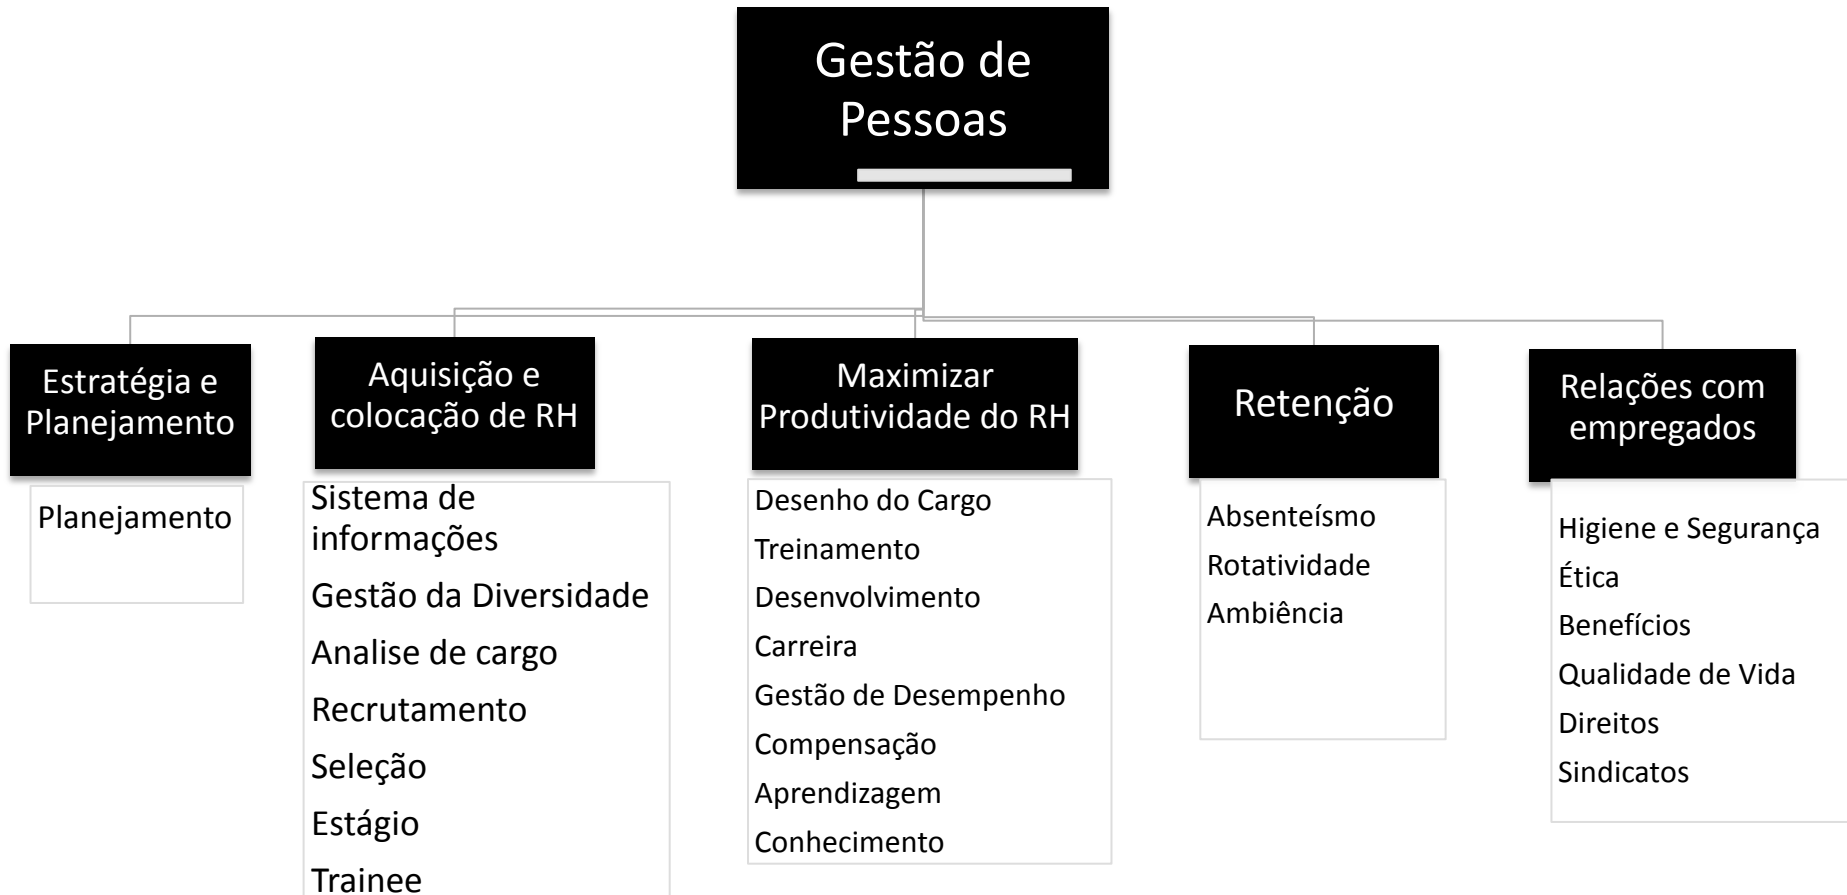 Gestão de
Pessoas
Estratégia e
Planejamento
Planejamento
Aquisição e
colocação de RH
Sistema de
informações
Gestão da Diversidade
Analise de cargo
Recrutamento
Seleção
Estágio
Trainee
Maximizar
Produtividade do RH
Desenho do Cargo
Treinamento
Desenvolvimento
Carreira
Gestão de Desempenho
Compensação
Aprendizagem
Conhecimento
Retenção
Absenteísmo
Rotatividade
Ambiência
Relações com
empregados
Higiene e Segurança
Ética
Benefícios
Qualidade de Vida
Direitos
Sindicatos